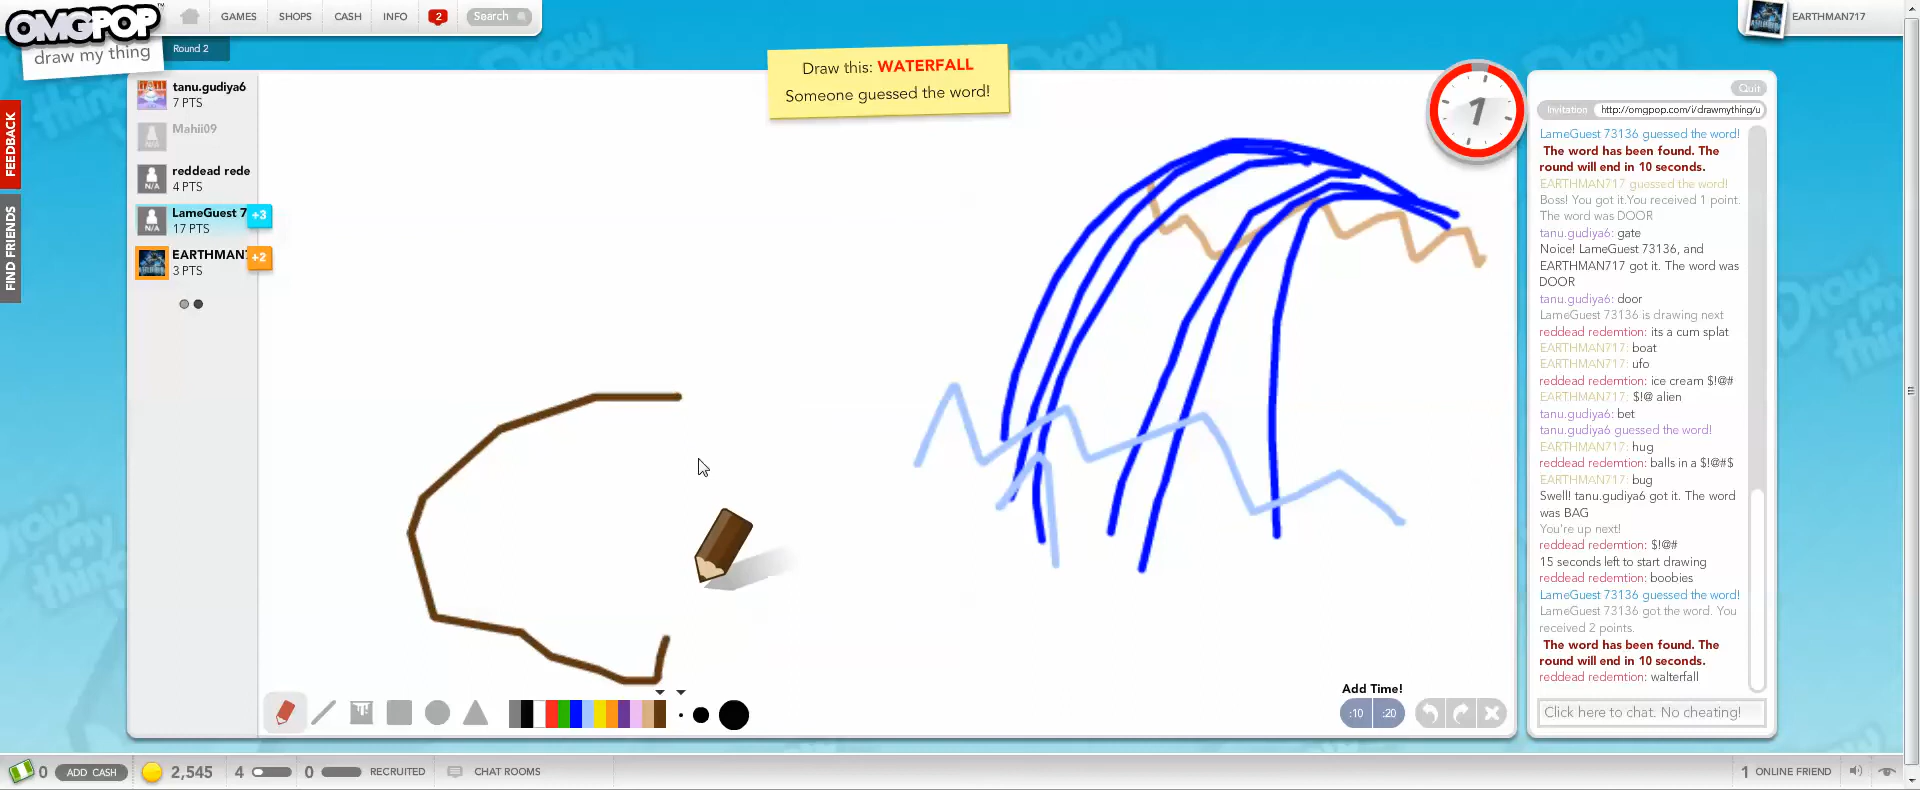 OMGPOP™
draw my thing
GAMES
SHOPS
CASH
INFO
2
Search
EARTHMAN717
Round 2
Draw this: WATERFALL
Someone guessed the word!
1
FEEDBACK
FIND FRIENDS
tanu.gudiya6
7 PTS
Mahii09
N/A
reddead rede
4 PTS
N/A
LameGuest 7
17 PTS
+3
N/A
EARTHMAN7
3 PTS
+2
Quit
Invitation
http://omgpop.com/i/drawmything/u
LameGuest 73136 guessed the word!
The word has been found. The
round will end in 10 seconds.
EARTHMAN717 guessed the word!
Boss! You got it.You received 1 point.
The word was DOOR
tanu.gudiya6: gate
Noice! LameGuest 73136, and
EARTHMAN717 got it. The word was
DOOR
tanu.gudiya6: door
LameGuest 73136 is drawing next
reddead redemtion: its a cum splat
EARTHMAN717: boat
EARTHMAN717: ufo
reddead redemtion: ice cream $!@#
EARTHMAN717: $!@ alien
tanu.gudiya6: bet
tanu.gudiya6 guessed the word!
EARTHMAN717: hug
reddead redemtion: balls in a $!@#$
EARTHMAN717: bug
Swell! tanu.gudiya6 got it. The word
was BAG
You're up next!
reddead redemtion: $!@#
15 seconds left to start drawing
reddead redemtion: boobies
LameGuest 73136 guessed the word!
LameGuest 73136 got the word. You
received 2 points.
The word has been found. The
round will end in 10 seconds.
reddead redemtion: walterfall
Click here to chat. No cheating!
Add Time!
:10
:20
0
ADD CASH
2,545
4
0
RECRUITED
CHAT ROOMS
1 ONLINE FRIEND